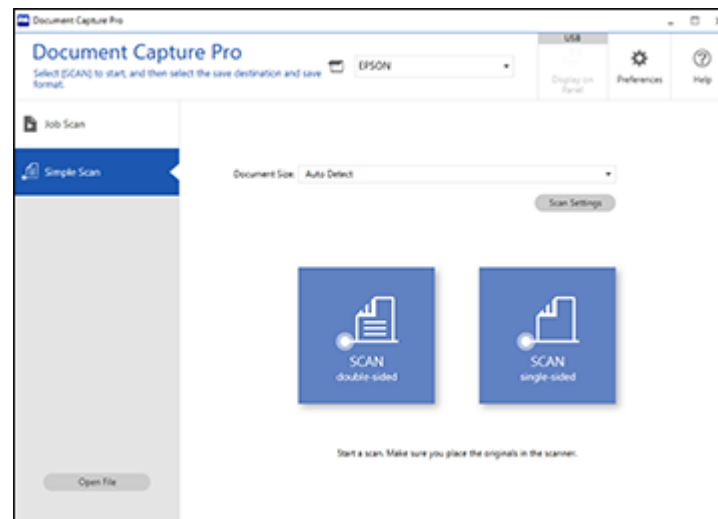 Document Capture Pro
Document Capture Pro
Select [SCAN] to start, and then select the save destination and save
format.
EPSON
USB
Display on
Panel
Preferences
Help
Job Scan
Simple Scan
Document Size: Auto Detect
Scan Settings
SCAN
double-sided
SCAN
single-sided
Start a scan. Make sure you place the originals in the scanner.
Open File